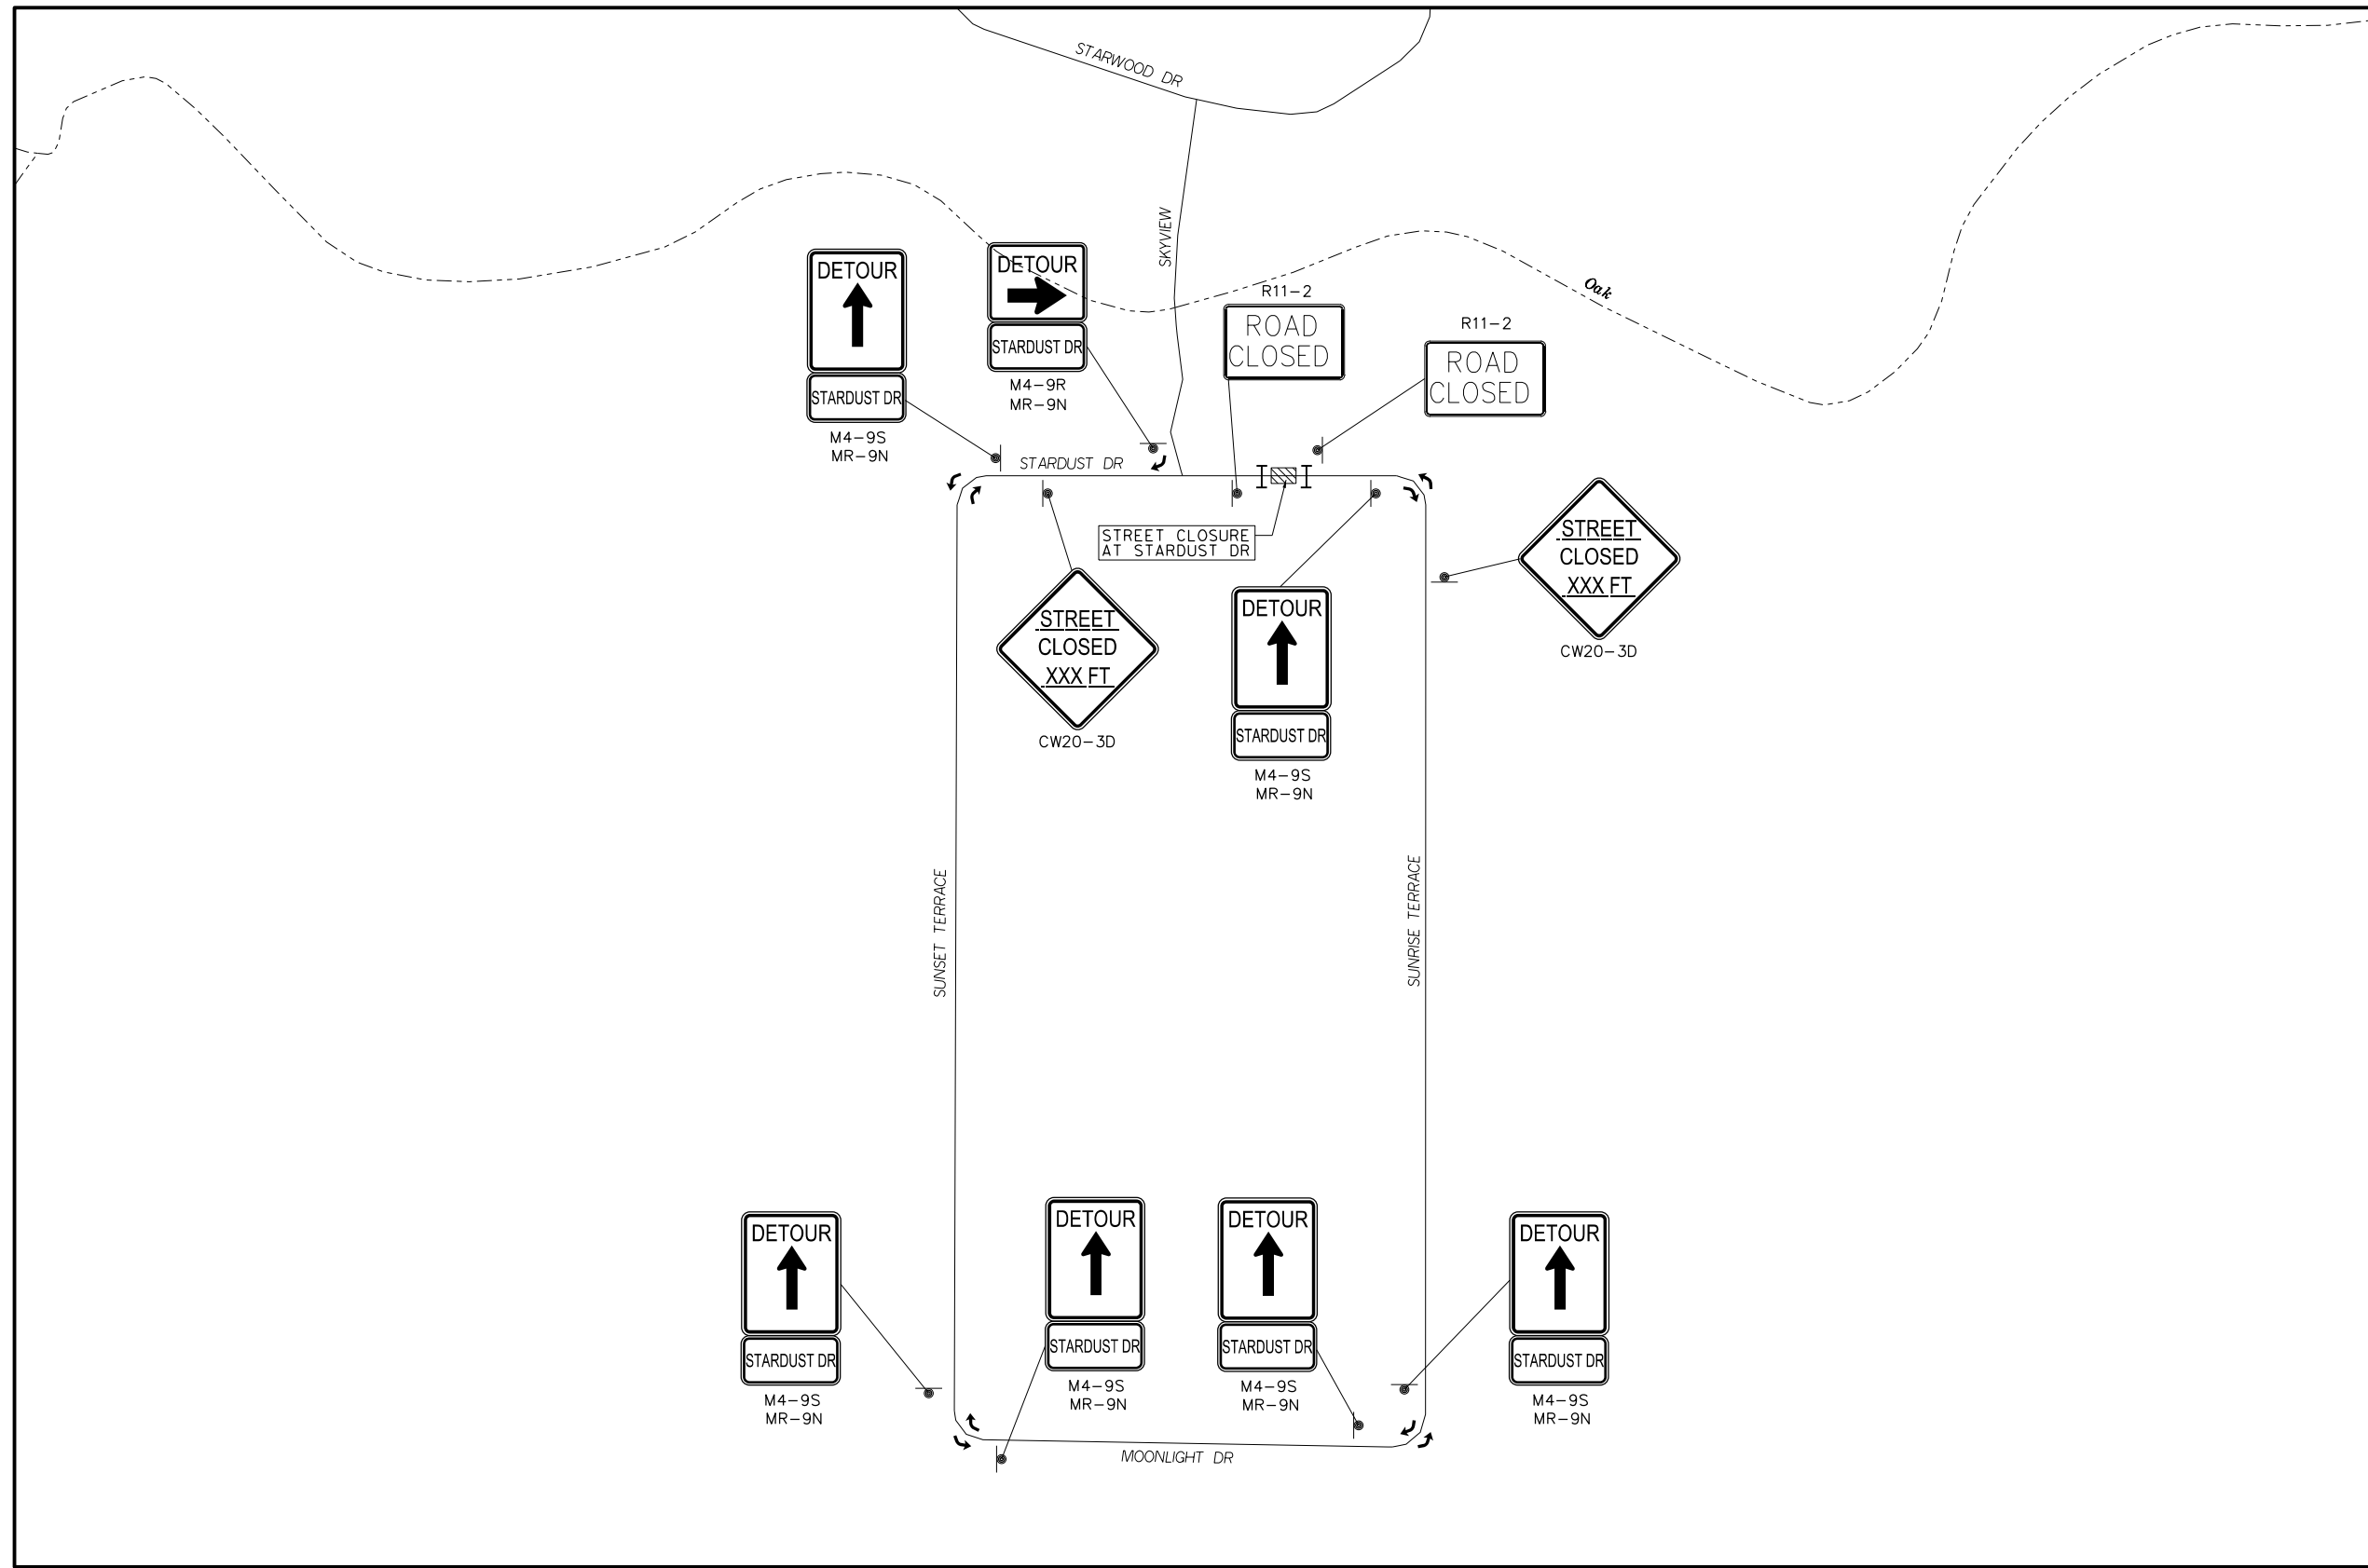 STARWOOD DR
SKYVIEW
DETOUR
STARDUST DR
M4-9S
MR-9N
DETOUR
STARDUST DR
M4-9R
MR-9N
R11-2
ROAD
CLOSED
Oak
R11-2
ROAD
CLOSED
STARDUST DR
STREET CLOSURE
AT STARDUST DR
STREET
CLOSED
XXX FT
CW20-3D
STREET
CLOSED
XXX FT
CW20-3D
DETOUR
STARDUST DR
M4-9S
MR-9N
SUNSET TERRACE
SUNRISE TERRACE
DETOUR
STARDUST DR
M4-9S
MR-9N
DETOUR
STARDUST DR
M4-9S
MR-9N
DETOUR
STARDUST DR
M4-9S
MR-9N
DETOUR
STARDUST DR
M4-9S
MR-9N
MOONLIGHT DR